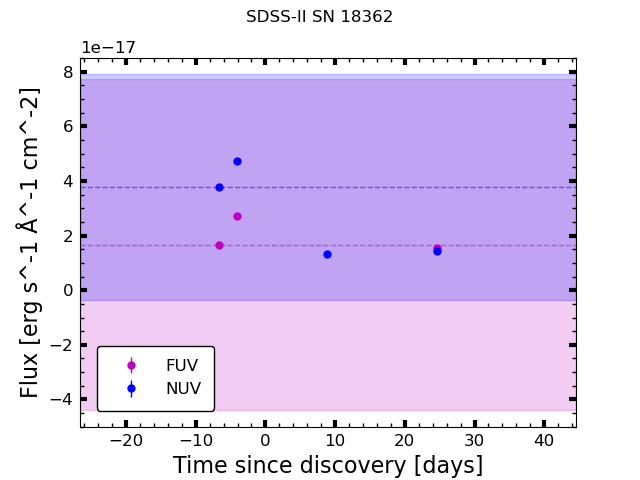 SDSS-II SN 18362
1e−17
8
6
4
2
0
−2
−4
Flux [erg s^-1 Å^-1 cm^-2]
FUV
NUV
−20 −10 0 10 20 30 40
Time since discovery [days]